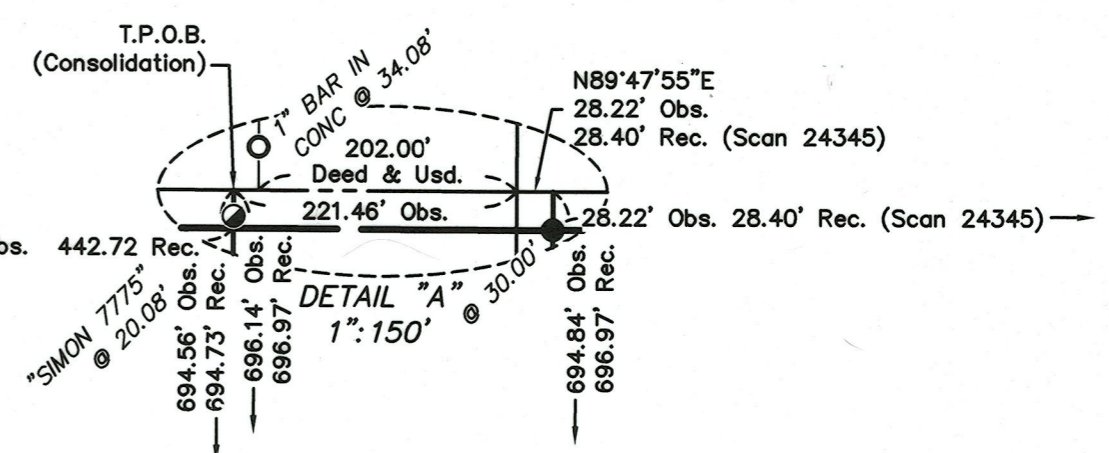 T.P.O.B.
(Consolidation)
1" BAR IN
CONC @ 34.08'
N89°47'55"E
28.22' Obs.
28.40' Rec. (Scan 24345)
202.00'
Deed & Usd.
221.46' Obs.
28.22' Obs. 28.40' Rec. (Scan 24345)
bs. 442.72 Rec.
"SIMON 7775"
@ 20.08'
DETAIL "A"
1":150'
@ 30.00'
694.56' Obs.
694.73' Rec.
696.14' Obs.
696.97' Rec.
694.84' Obs.
696.97' Rec.